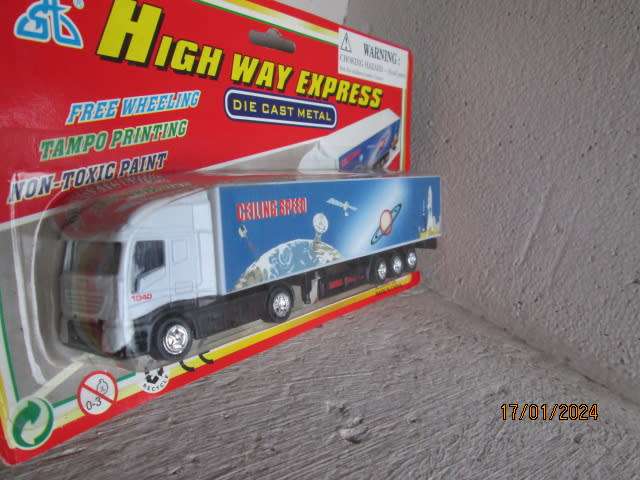 HIGH WAY EXPRESS
WARNING:
CHOKING HAZARD
FREE WHEELING
DIE CAST METAL
TAMPO PRINTING
NON-TOXIC PAINT
CEILING SPEED
1040
0-3
RECYCLE
17/01/2024